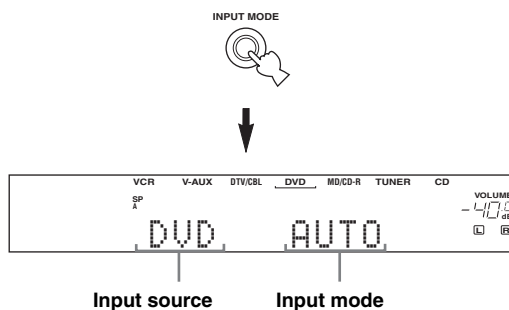 INPUT MODE
VCR V-AUX DTV/CBL DVD MD/CD-R TUNER CD
VOLUME
SP
A
DVD AUTO
L R
Input source Input mode